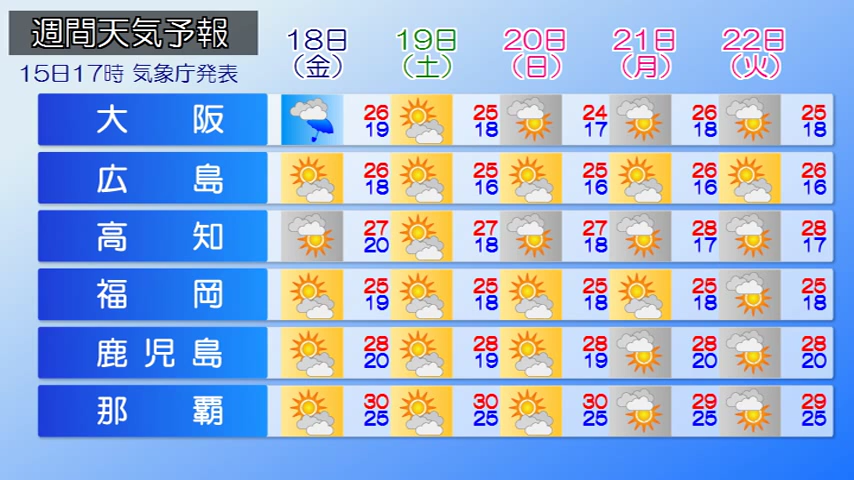 週間天気予報
15日17時 気象庁発表
18日 19日 20日 21日 22日
(金) (土) (日) (月) (火)
大阪 26 25 24 26 25
19 18 17 18 18
広島 26 25 25 26 26
18 16 16 16 16
高知 27 27 27 28 28
20 18 18 17 17
福岡 25 25 25 25 25
19 18 18 18 18
鹿児島 28 28 28 28 28
20 19 19 20 20
那覇 30 30 30 29 29
25 25 25 25 25